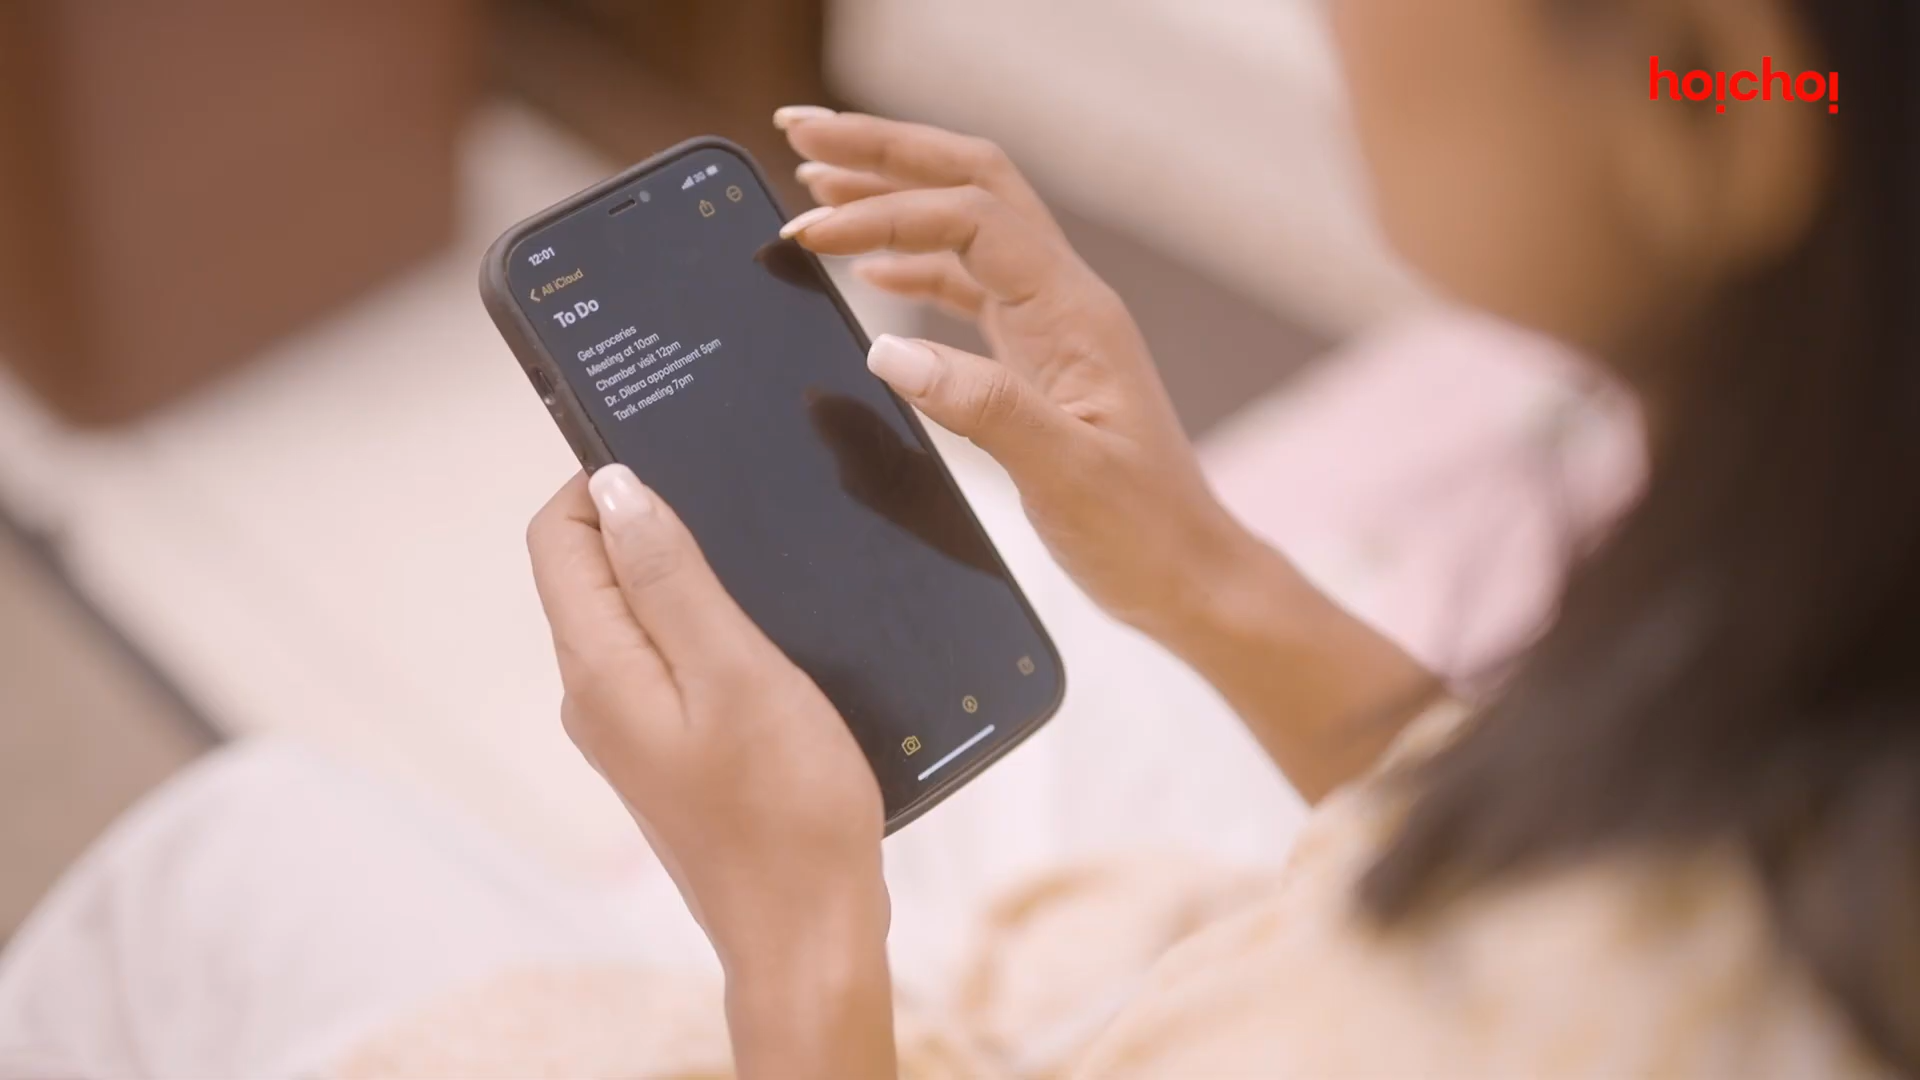 hoichoi
3G
12:01
All iCloud
To Do
Get groceries
Meeting at 10am
Chamber visit 12pm
Dr. Dilara appointment 5pm
Tarik meeting 7pm